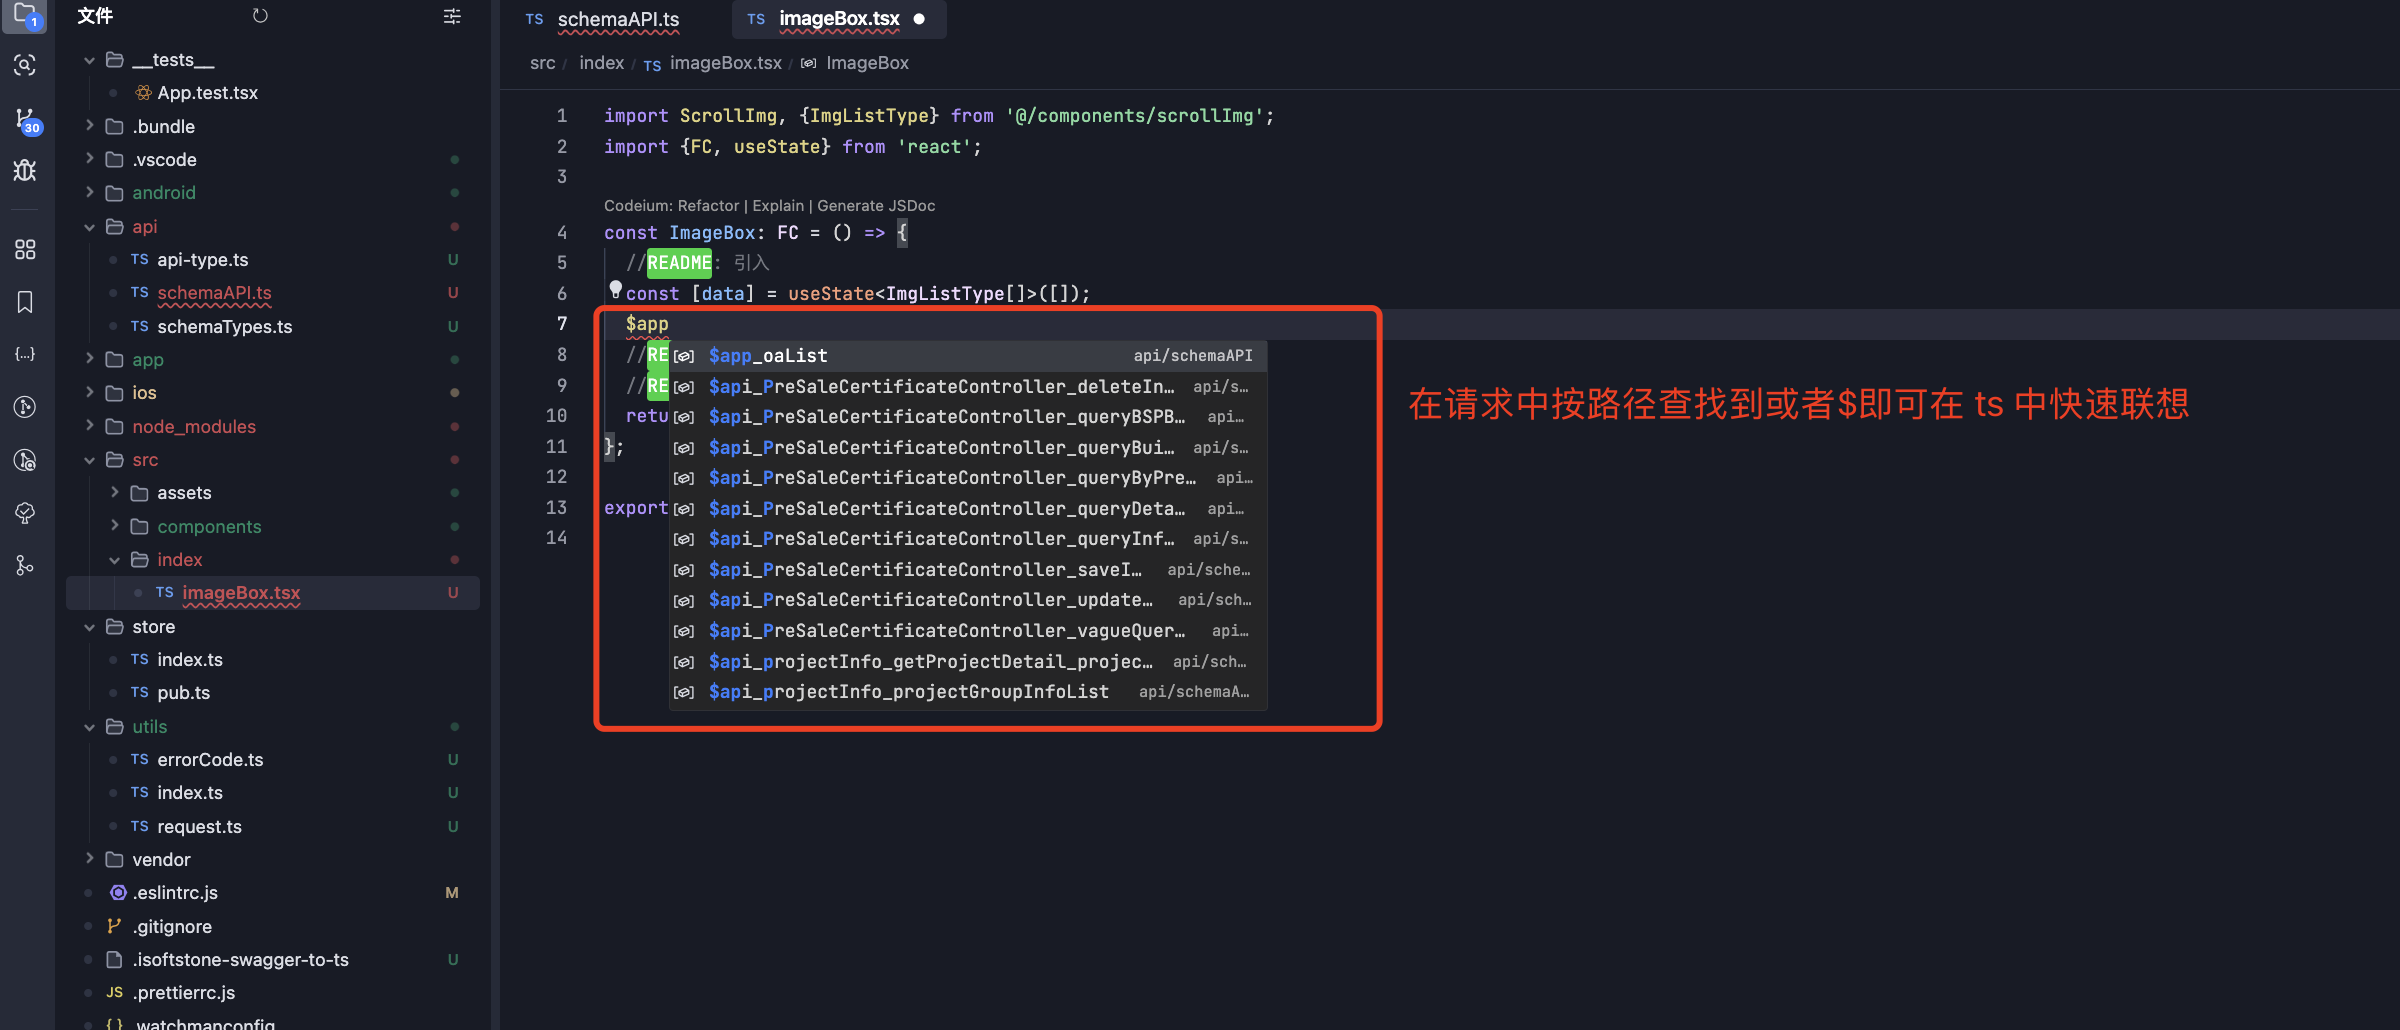 1
30
文件
__tests__
App.test.tsx
.bundle
.vscode
android
api
TS api-type.ts U
TS schemaAPI.ts U
TS schemaTypes.ts U
app
ios
node_modules
src
assets
components
index
TS imageBox.tsx U
store
TS index.ts
TS pub.ts
utils
TS errorCode.ts U
TS index.ts U
TS request.ts U
vendor
.eslintrc.js M
.gitignore
.isoftstone-swagger-to-ts U
JS .prettierrc.js
{} .watchmanconfig
TS schemaAPI.ts TS imageBox.tsx
src / index / TS imageBox.tsx / ImageBox
1 import ScrollImg, {ImgListType} from '@/components/scrollImg';
2 import {FC, useState} from 'react';
3
Codeium: Refactor | Explain | Generate JSDoc
4 const ImageBox: FC = () => {
5 //README: 引入
6 const [data] = useState<ImgListType[]>([]);
7 $app
8 //RE
9 //RE
10 retu
11 };
12
13 export
14
$app_oaList api/schemaAPI
$api_PreSaleCertificateController_deleteIn… api/s…
$api_PreSaleCertificateController_queryBSPB… api…
$api_PreSaleCertificateController_queryBui… api/s…
$api_PreSaleCertificateController_queryByPre… api…
$api_PreSaleCertificateController_queryDeta… api…
$api_PreSaleCertificateController_queryInf… api/s…
$api_PreSaleCertificateController_saveI… api/sche…
$api_PreSaleCertificateController_update… api/sch…
$api_PreSaleCertificateController_vagueQuer… api…
$api_projectInfo_getProjectDetail_projec… api/sch…
$api_projectInfo_projectGroupInfoList api/schemaA…
在请求中按路径查找到或者$即可在 ts 中快速联想